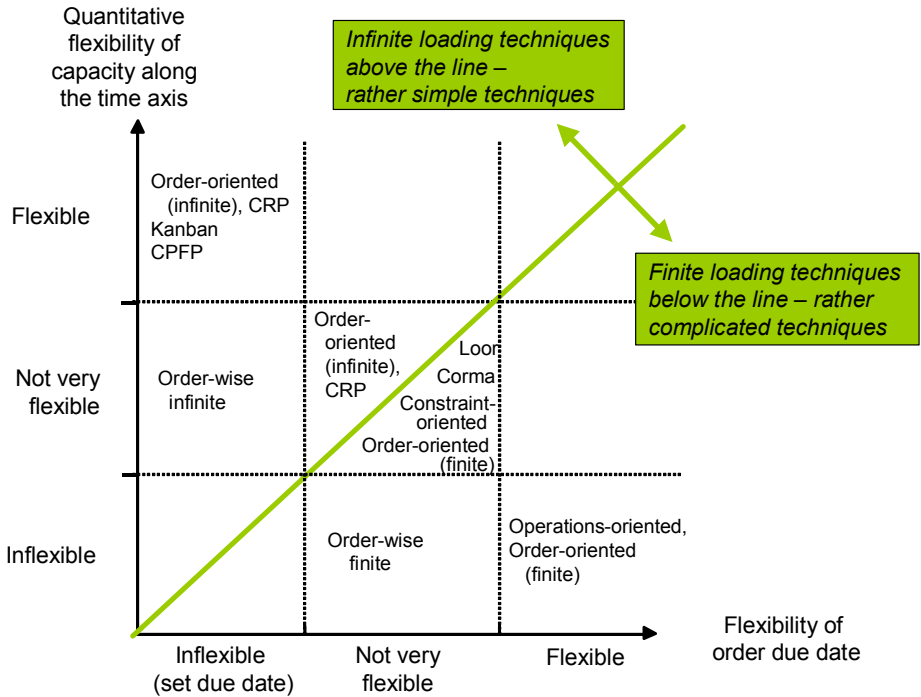 Quantitative
flexibility of
capacity along
the time axis
Infinite loading techniques
above the line –
rather simple techniques
Flexible
Order-oriented
(infinite), CRP
Kanban
CPFP
Finite loading techniques
below the line – rather
complicated techniques
Not very
flexible
Order-wise
infinite
Order-
oriented
(infinite),
CRP
Loor
Corma
Constraint-
oriented
Order-oriented
(finite)
Inflexible
Order-wise
finite
Operations-oriented,
Order-oriented
(finite)
Inflexible
(set due date)
Not very
flexible
Flexible
Flexibility of
order due date